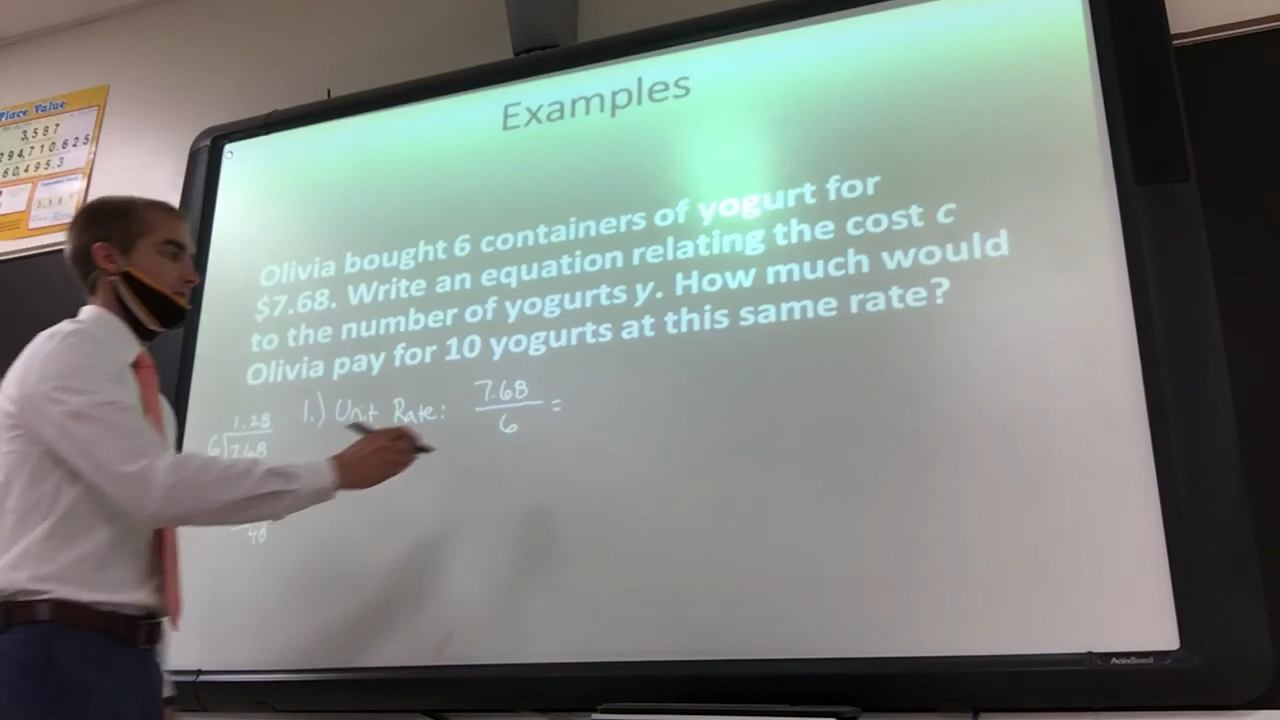 Place Value
3,587
294,710.625
60,495.3
Examples
Olivia bought 6 containers of yogurt for
$7.68. Write an equation relating the cost c
to the number of yogurts y. How much would
Olivia pay for 10 yogurts at this same rate?
1.) Unit Rate: 7.68 / 6 =
1.28
6)7.68
48
ActivBoard